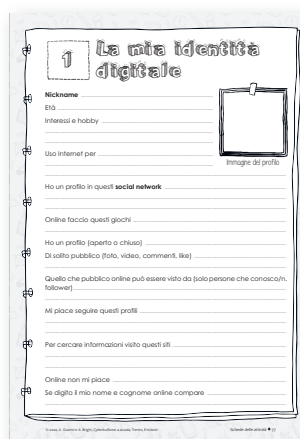 1
La mia identità
digitale
Nickname
Età
Interessi e hobby
Uso Internet per
Immagine del profilo
Ho un profilo in questi social network
Online faccio questi giochi
Ho un profilo (aperto o chiuso)
Di solito pubblico (foto, video, commenti, like)
Quello che pubblico online può essere visto da (solo persone che conosco/n.
follower)
Mi piace seguire questi profili
Per cercare informazioni visito questi siti
Online non mi piace
Se digito il mio nome e cognome online compare
Schede delle attività • 77